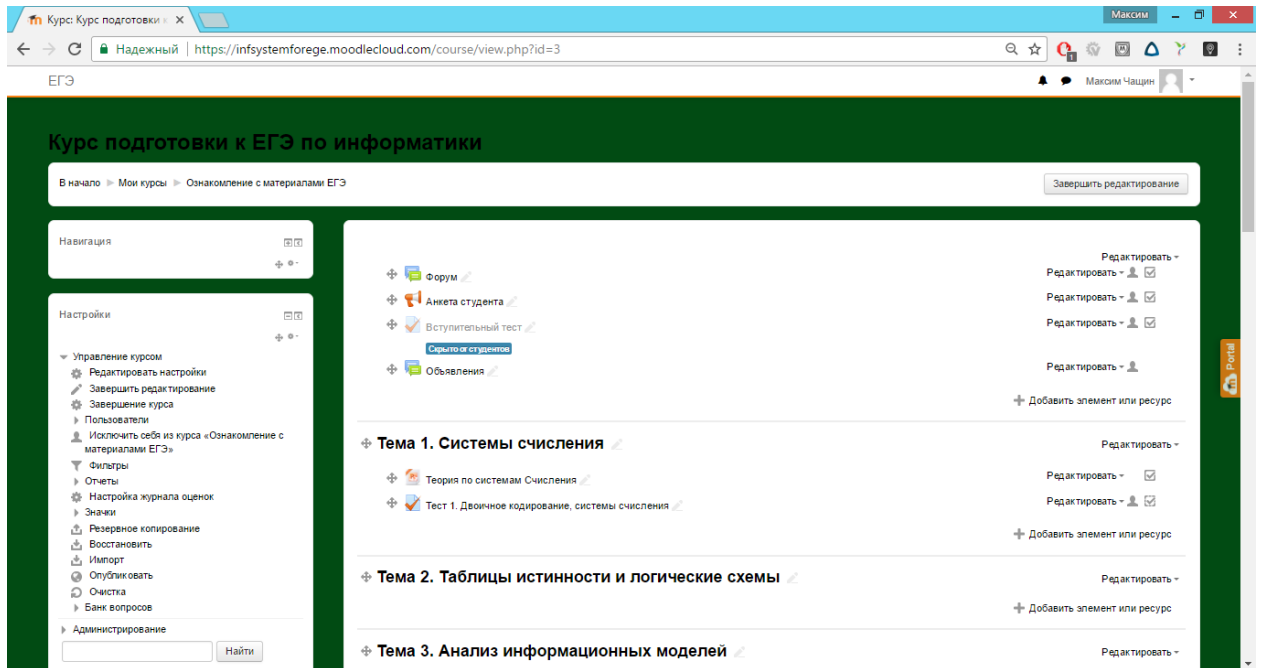 Курс: Курс подготовки к
Максим
Надежный | https://infsystemforege.moodlecloud.com/course/view.php?id=3
1
ЕГЭ
Максим Чащин
Курс подготовки к ЕГЭ по информатики
В начало
Мои курсы
Ознакомление с материалами ЕГЭ
Завершить редактирование
Навигация
Настройки
Управление курсом
Редактировать настройки
Завершить редактирование
Завершение курса
Пользователи
Исключить себя из курса «Ознакомление с
материалами ЕГЭ»
Фильтры
Отчеты
Настройка журнала оценок
Значки
Резервное копирование
Восстановить
Импорт
Опубликовать
Очистка
Банк вопросов
Администрирование
Найти
Редактировать
Форум
Редактировать
Анкета студента
Редактировать
Вступительный тест
Редактировать
Скрыто от студентов
Объявления
Редактировать
Добавить элемент или ресурс
Тема 1. Системы счисления
Редактировать
Теория по системам Счисления
Редактировать
Тест 1. Двоичное кодирование, системы счисления
Редактировать
Добавить элемент или ресурс
Тема 2. Таблицы истинности и логические схемы
Редактировать
Добавить элемент или ресурс
Тема 3. Анализ информационных моделей
Редактировать
Portal